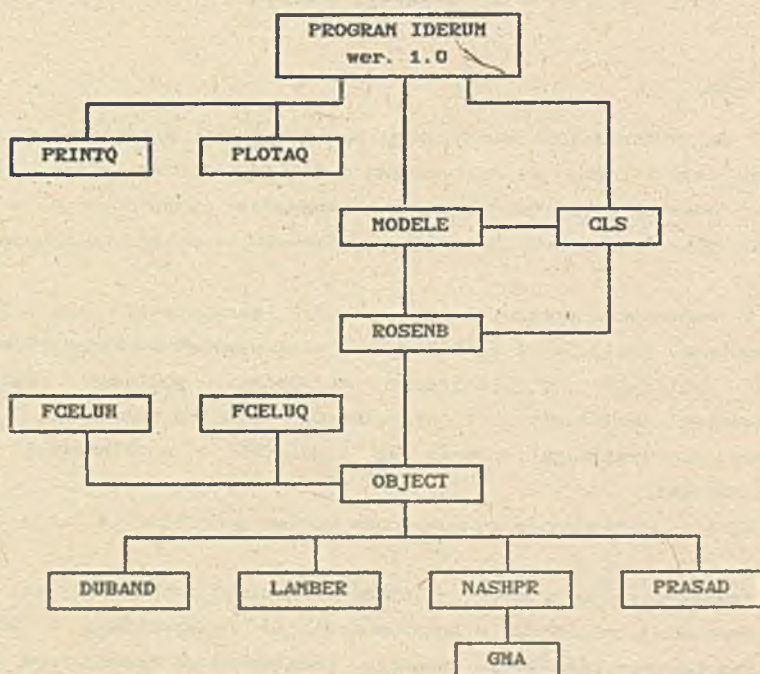 PROGRAM IDERUM
wer. 1.0
PRINTQ
PLOTAQ
MODELE
CLS
ROSENB
FCELUH
FCELUQ
OBJECT
DUBAND
LAMBER
NASHPR
PRASAD
GMA